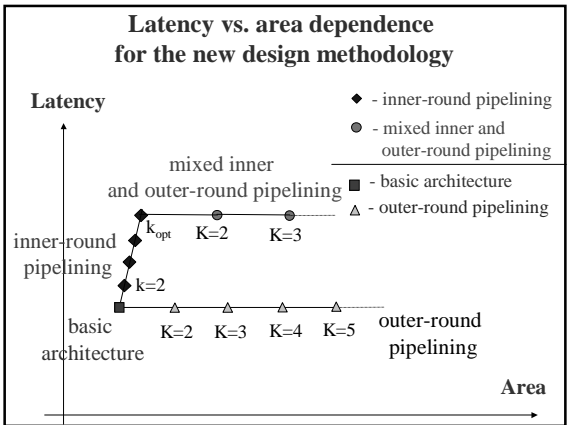 Latency vs. area dependence
for the new design methodology
Latency
- inner-round pipelining
- mixed inner and
outer-round pipelining
- basic architecture
- outer-round pipelining
mixed inner
and outer-round pipelining
k_opt
K=2
K=3
inner-round
pipelining
k=2
basic
architecture
K=2
K=3
K=4
K=5
outer-round
pipelining
Area